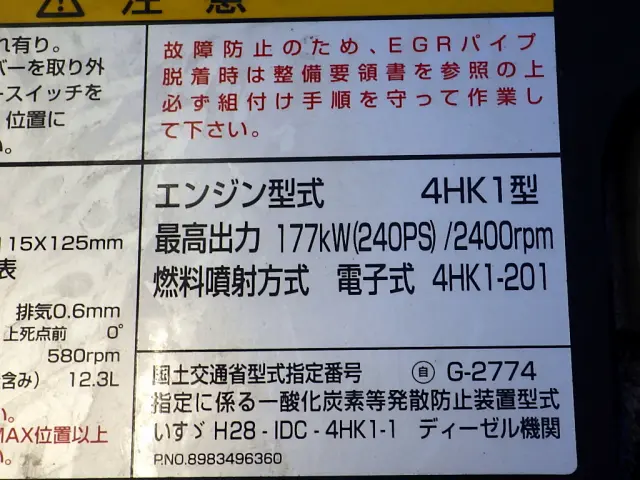 注意
れ有り。
バーを取り外
ースイッチを
位置に
い。
故障防止のため、EGRパイプ
脱着時は整備要領書を参照の上
必ず組付け手順を守って作業し
て下さい。
エンジン型式 4HK1型
最高出力 177kW(240PS) /2400rpm
燃料噴射方式 電子式 4HK1-201
115X125mm
表
排気0.6mm
上死点前 0°
580rpm
含み) 12.3L
い。
MAX位置以上
い。
国土交通省型式指定番号 自 G-2774
指定に係る一酸化炭素等発散防止装置型式
いすゞ H28 - IDC - 4HK1-1 ディーゼル機関
P.NO.8983496360